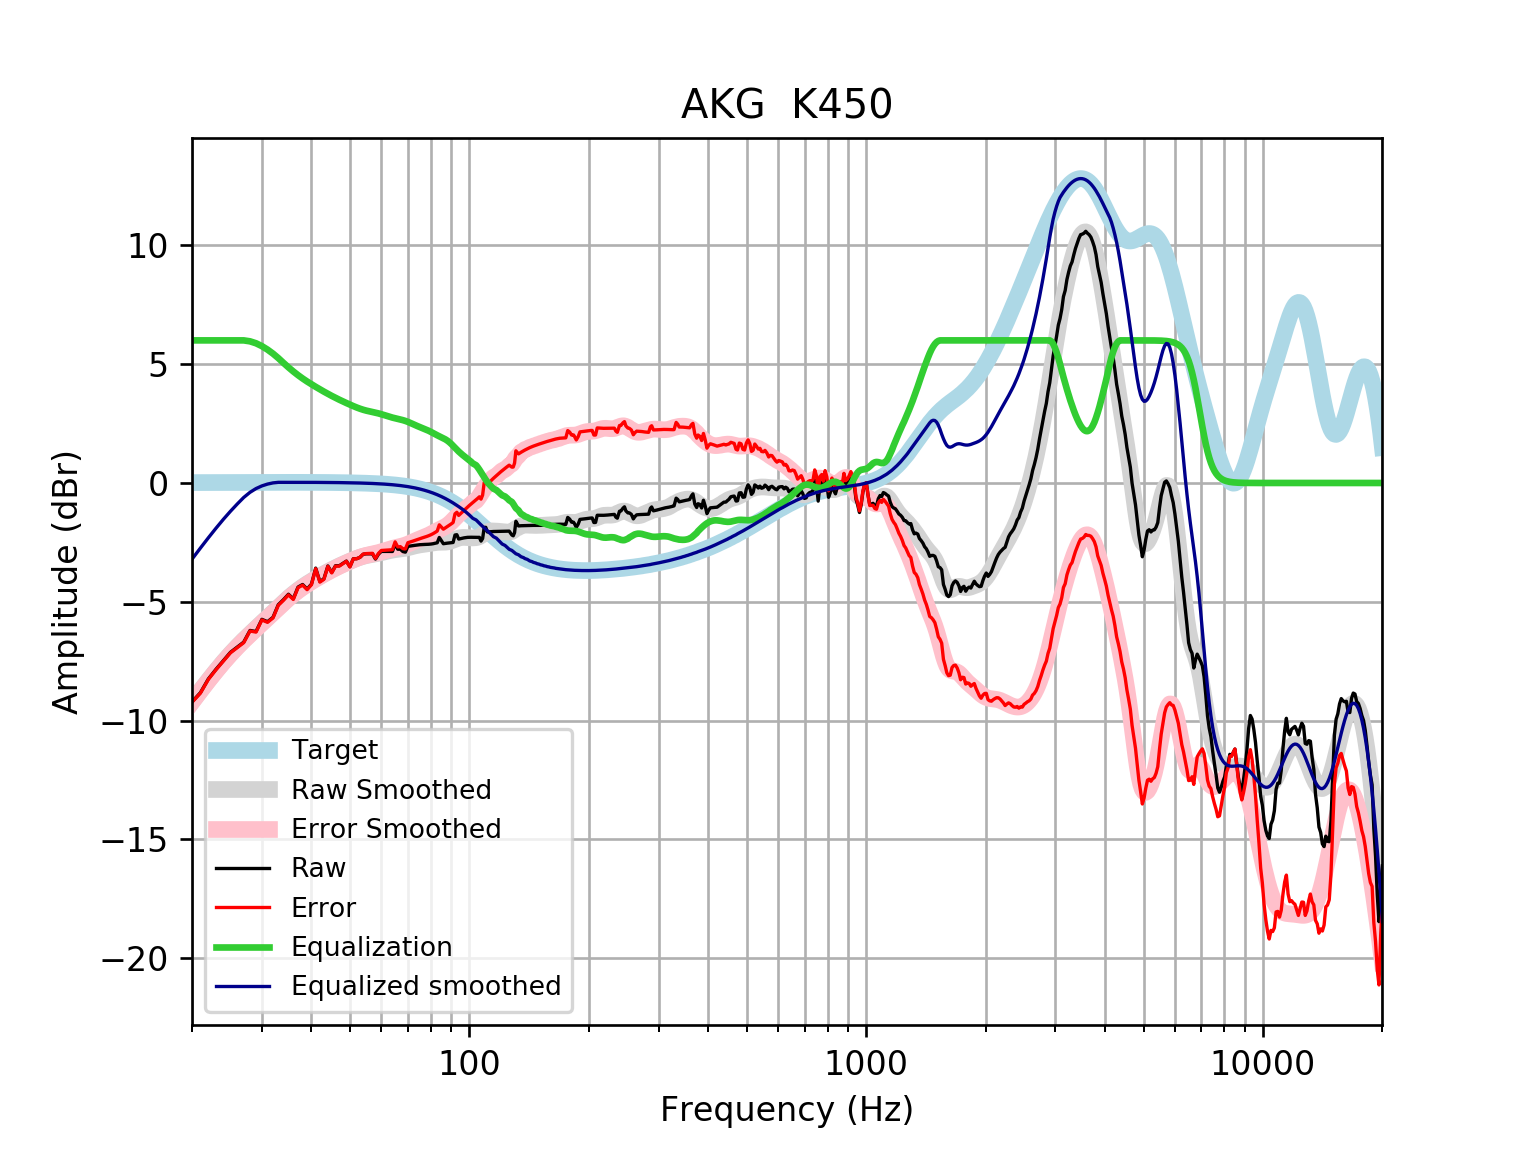 AKG  K450
10
5
0
−5
−10
−15
−20
Amplitude (dBr)
Target
Raw Smoothed
Error Smoothed
Raw
Error
Equalization
Equalized smoothed
100
1000
10000
Frequency (Hz)